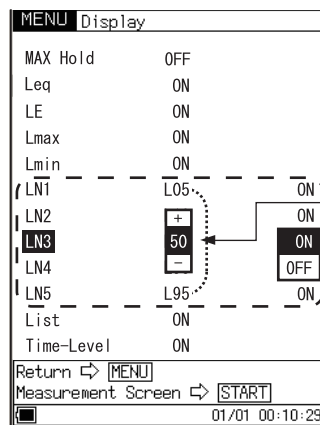 MENU Display
MAX Hold OFF
Leq ON
LE ON
Lmax ON
Lmin ON
LN1 L05 ON
LN2 + ON
LN3 50 ON
LN4 - OFF
LN5 L95 ON
List ON
Time-Level ON
Return ⇨ MENU
Measurement Screen ⇨ START
01/01 00:10:29